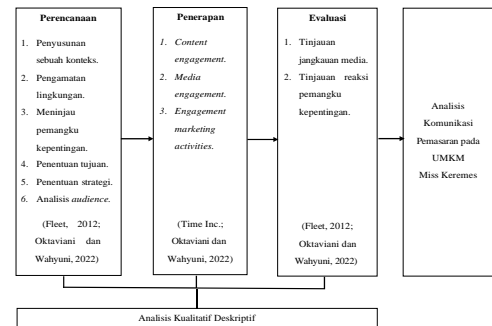 Perencanaan
1. Penyusunan
sebuah konteks.
2. Pengamatan
lingkungan.
3. Meninjau
pemangku
kepentingan.
4. Penentuan tujuan.
5. Penentuan strategi.
6. Analisis audience.
(Fleet, 2012;
Oktaviani dan
Wahyuni, 2022)
Penerapan
1. Content
engagement.
2. Media
engagement.
3. Engagement
marketing
activities.
(Time Inc.;
Oktaviani dan
Wahyuni, 2022)
Evaluasi
1. Tinjauan
jangkauan media.
2. Tinjauan reaksi
pemangku
kepentingan.
(Fleet, 2012;
Oktaviani dan
Wahyuni, 2022)
Analisis
Komunikasi
Pemasaran pada
UMKM
Miss Keremes
Analisis Kualitatif Deskriptif